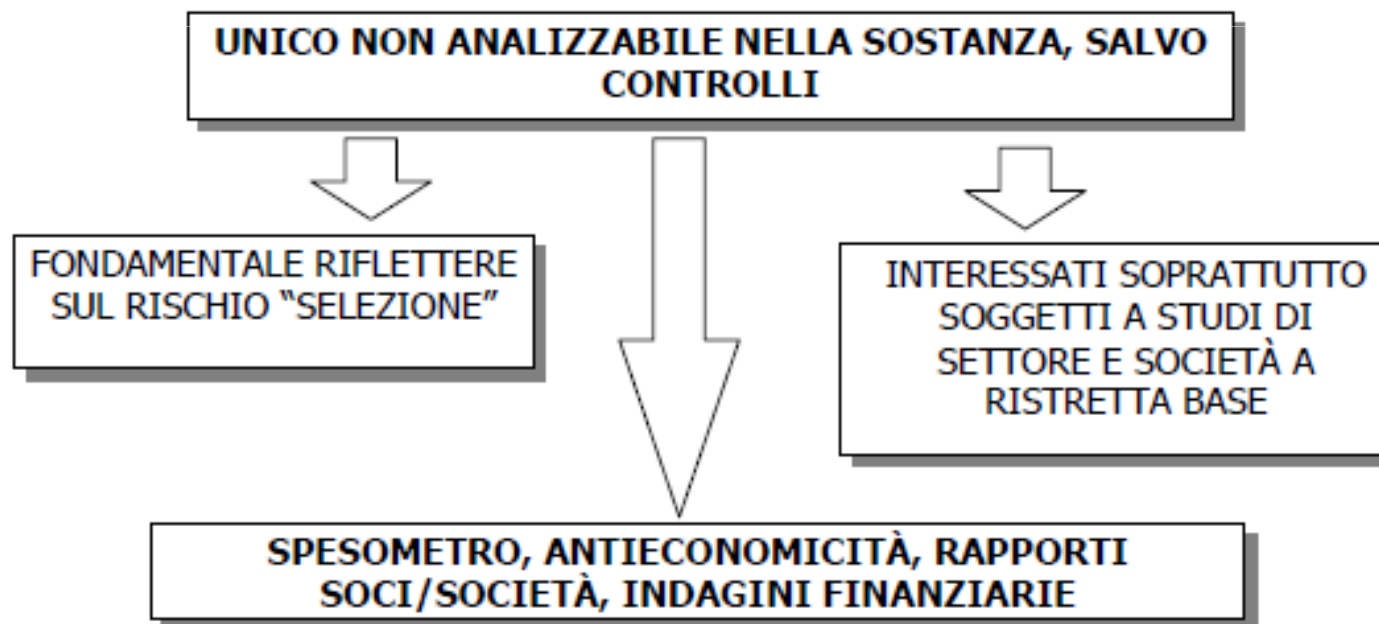 UNICO NON ANALIZZABILE NELLA SOSTANZA, SALVO
CONTROLLI
FONDAMENTALE RIFLETTERE
SUL RISCHIO “SELEZIONE”
INTERESSATI SOPRATTUTTO
SOGGETTI A STUDI DI
SETTORE E SOCIETÀ A
RISTRETTA BASE
SPESOMETRO, ANTIECONOMICITÀ, RAPPORTI
SOCI/SOCIETÀ, INDAGINI FINANZIARIE